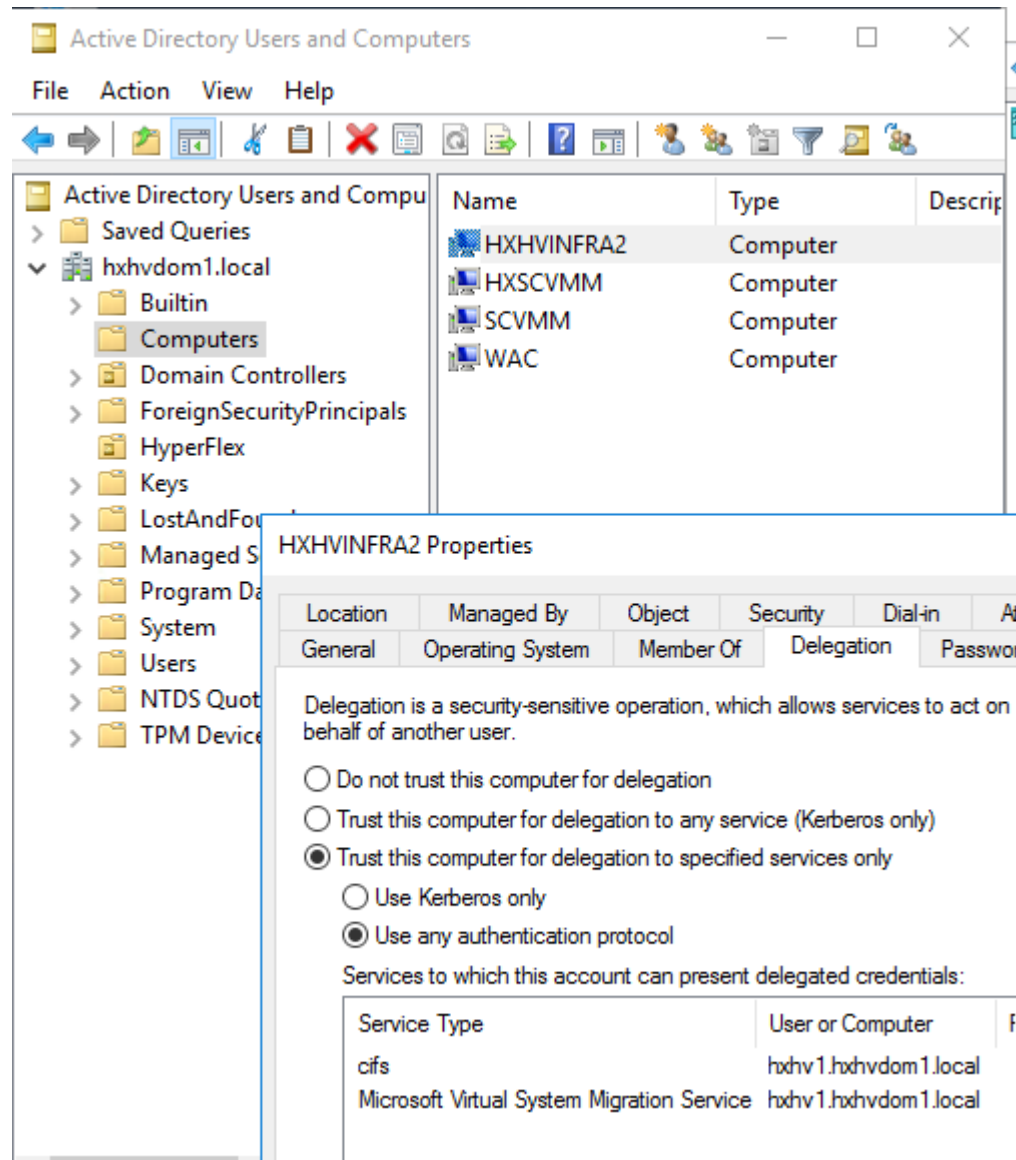 Active Directory Users and Computers
File Action View Help
Active Directory Users and Compu
Saved Queries
hxhvdom1.local
Builtin
Computers
Domain Controllers
ForeignSecurityPrincipals
HyperFlex
Keys
LostAndFou
Managed S
Program Da
System
Users
NTDS Quot
TPM Device
Name Type Descrip
HXHVINFRA2 Computer
HXSCVMM Computer
SCVMM Computer
WAC Computer
HXHVINFRA2 Properties
Location Managed By Object Security Dial-in At
General Operating System Member Of Delegation Passwor
Delegation is a security-sensitive operation, which allows services to act on
behalf of another user.
Do not trust this computer for delegation
Trust this computer for delegation to any service (Kerberos only)
Trust this computer for delegation to specified services only
Use Kerberos only
Use any authentication protocol
Services to which this account can present delegated credentials:
Service Type User or Computer
cifs hxhv1.hxhvdom1.local
Microsoft Virtual System Migration Service hxhv1.hxhvdom1.local